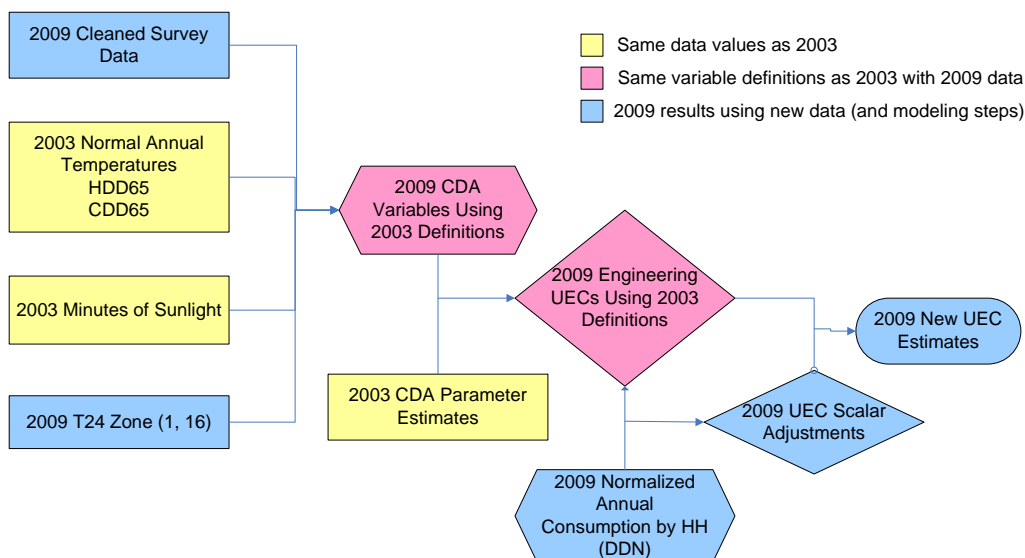 2009 Cleaned Survey
Data
Same data values as 2003
Same variable definitions as 2003 with 2009 data
2009 results using new data (and modeling steps)
2003 Normal Annual
Temperatures
HDD65
CDD65
2009 CDA
Variables Using
2003 Definitions
2009 Engineering
UECs Using 2003
Definitions
2003 Minutes of Sunlight
2009 New UEC
Estimates
2003 CDA Parameter
Estimates
2009 T24 Zone (1, 16)
2009 UEC Scalar
Adjustments
2009 Normalized
Annual
Consumption by HH
(DDN)